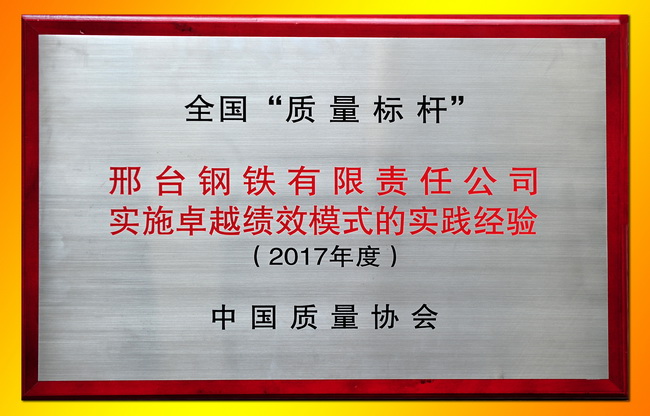 全国“质量标杆”
邢台钢铁有限责任公司
实施卓越绩效模式的实践经验
（2017年度）
中国质量协会